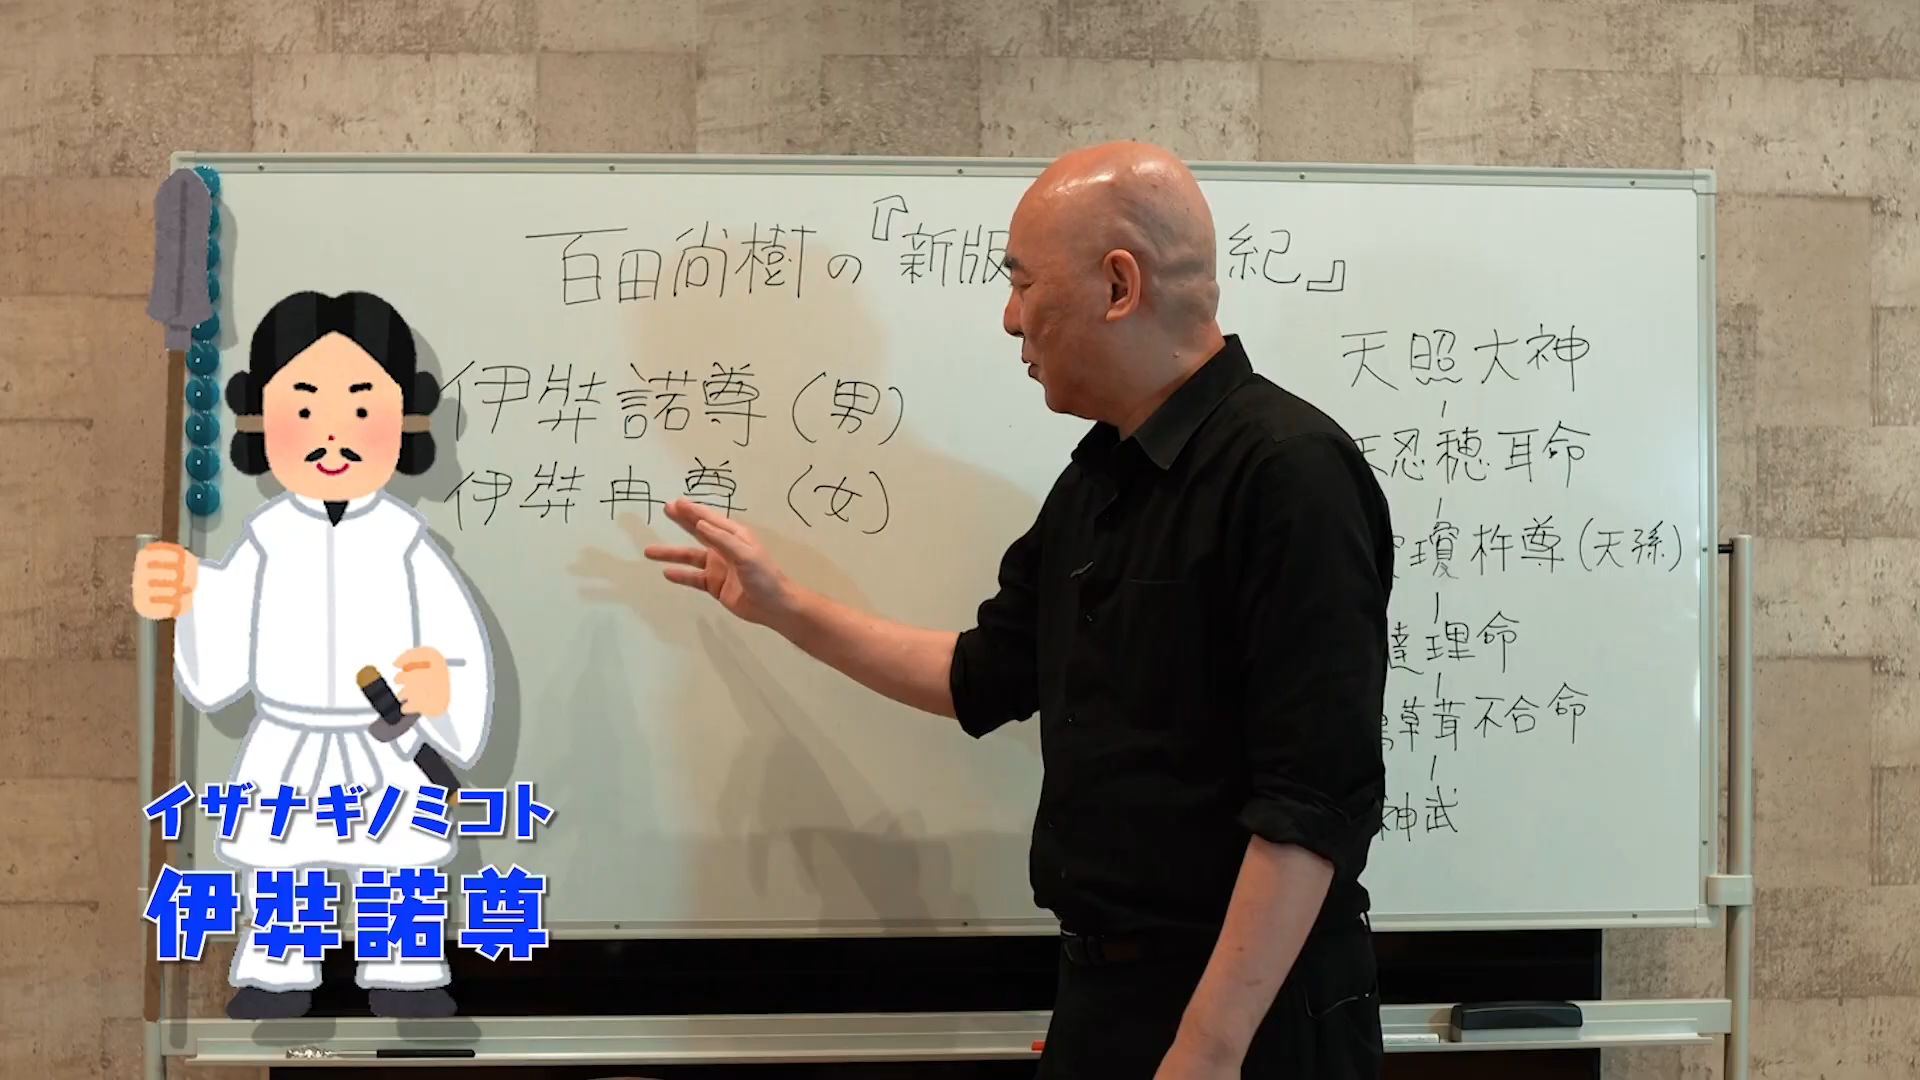 百田尚樹の『新版 紀』
伊弉諾尊（男）
伊弉冉尊（女）
天照大神
忍穂耳命
瓊杵尊（天孫）
理命
草茸不合命
神武
イザナギノミコト
伊弉諾尊